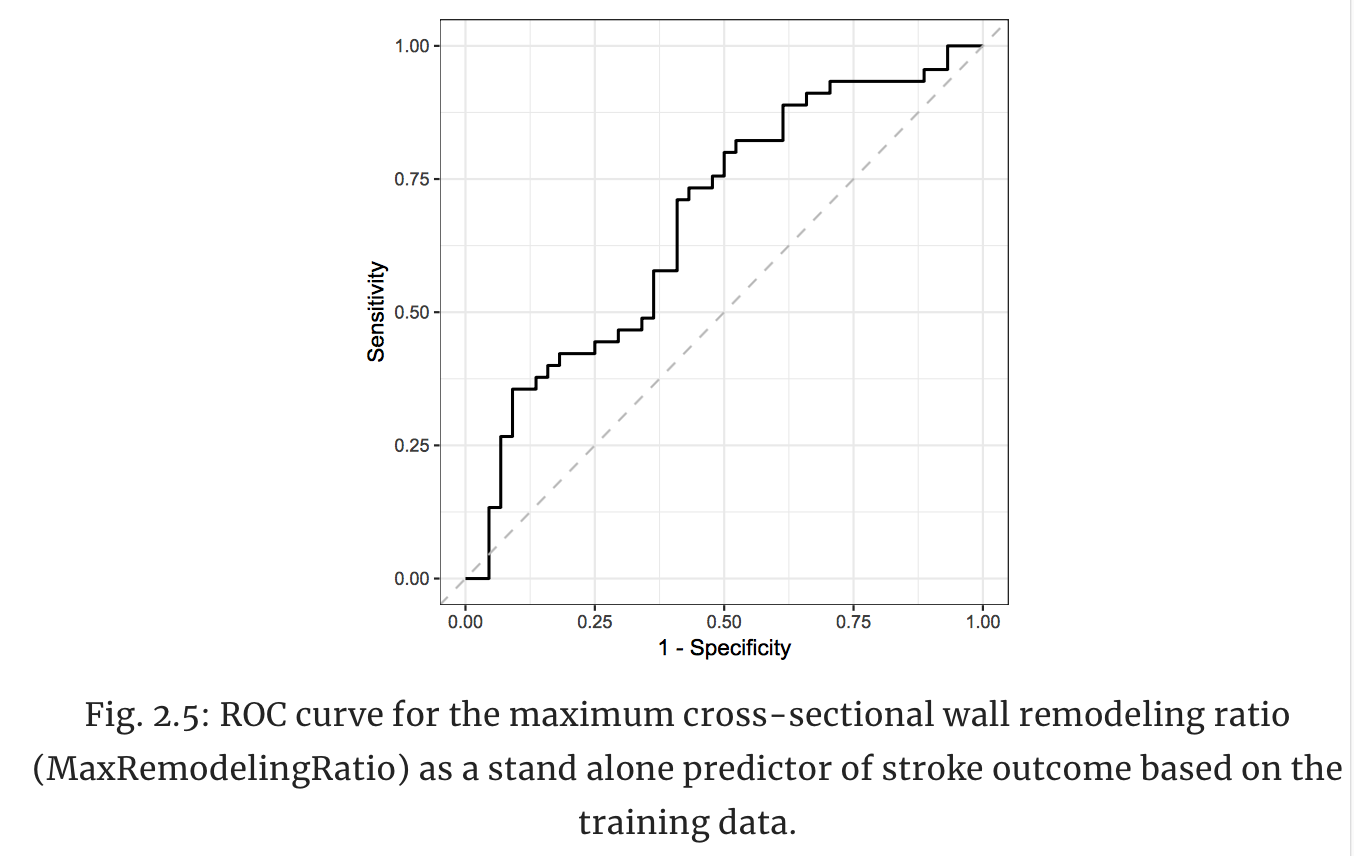 1.00
0.75
0.50
0.25
0.00
Sensitivity
0.00 0.25 0.50 0.75 1.00
1 - Specificity
Fig. 2.5: ROC curve for the maximum cross-sectional wall remodeling ratio
(MaxRemodelingRatio) as a stand alone predictor of stroke outcome based on the
training data.